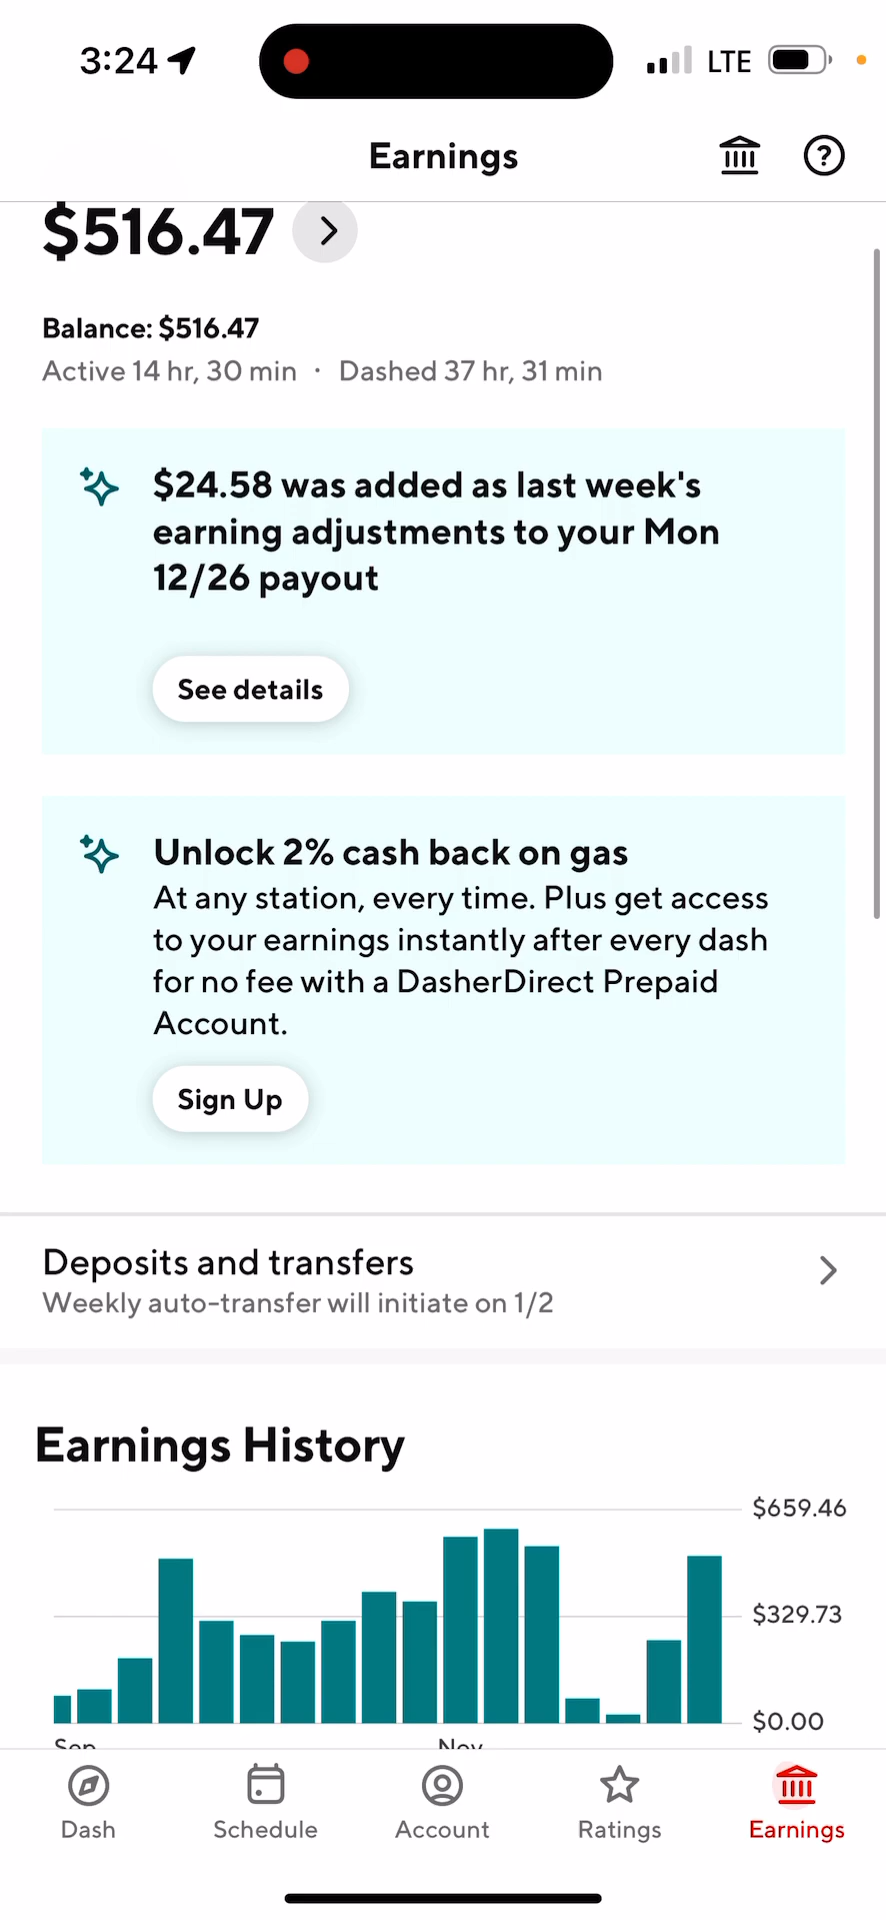 3:24
LTE
Earnings
?
$516.47
Balance: $516.47
Active 14 hr, 30 min · Dashed 37 hr, 31 min
$24.58 was added as last week's
earning adjustments to your Mon
12/26 payout
See details
Unlock 2% cash back on gas
At any station, every time. Plus get access
to your earnings instantly after every dash
for no fee with a DasherDirect Prepaid
Account.
Sign Up
Deposits and transfers
Weekly auto-transfer will initiate on 1/2
Earnings History
$659.46
$329.73
$0.00
Sep
Nov
Dash
Schedule
Account
Ratings
Earnings